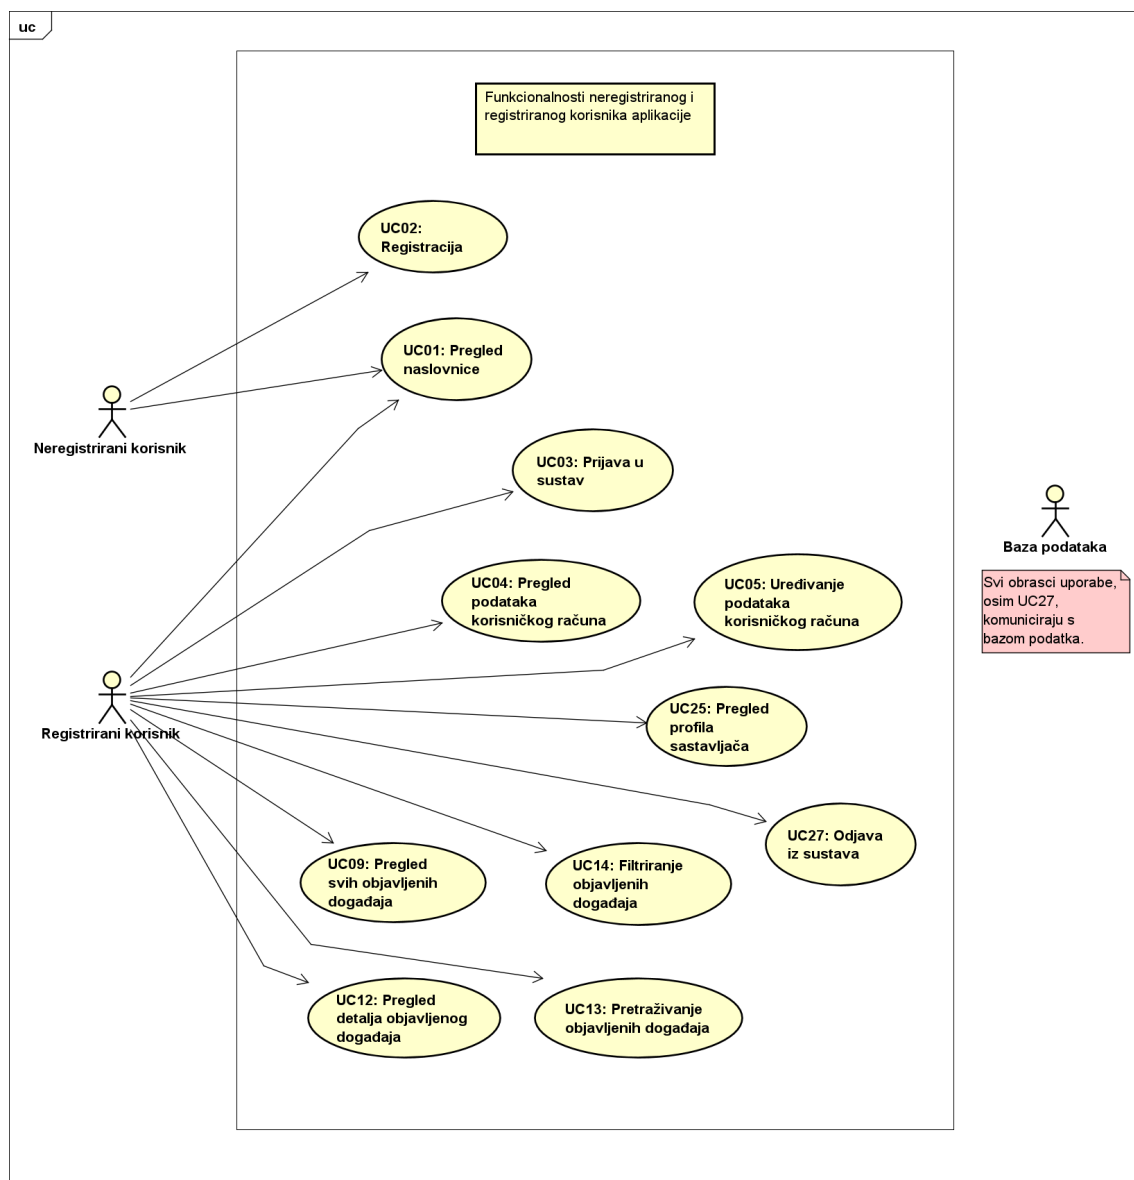 uc
Funkcionalnosti neregistriranog i
registriranog korisnika aplikacije
UC02:
Registracija
UC01: Pregled
naslovnice
Neregistrirani korisnik
UC03: Prijava u
sustav
Baza podataka
Svi obrasci uporabe,
osim UC27,
komuniciraju s
bazom podatka.
UC04: Pregled
podataka
korisničkog računa
UC05: Uređivanje
podataka
korisničkog računa
Registrirani korisnik
UC25: Pregled
profila
sastavljača
UC27: Odjava
iz sustava
UC09: Pregled
svih objavljenih
događaja
UC14: Filtriranje
objavljenih
događaja
UC12: Pregled
detalja objavljenog
događaja
UC13: Pretraživanje
objavljenih događaja